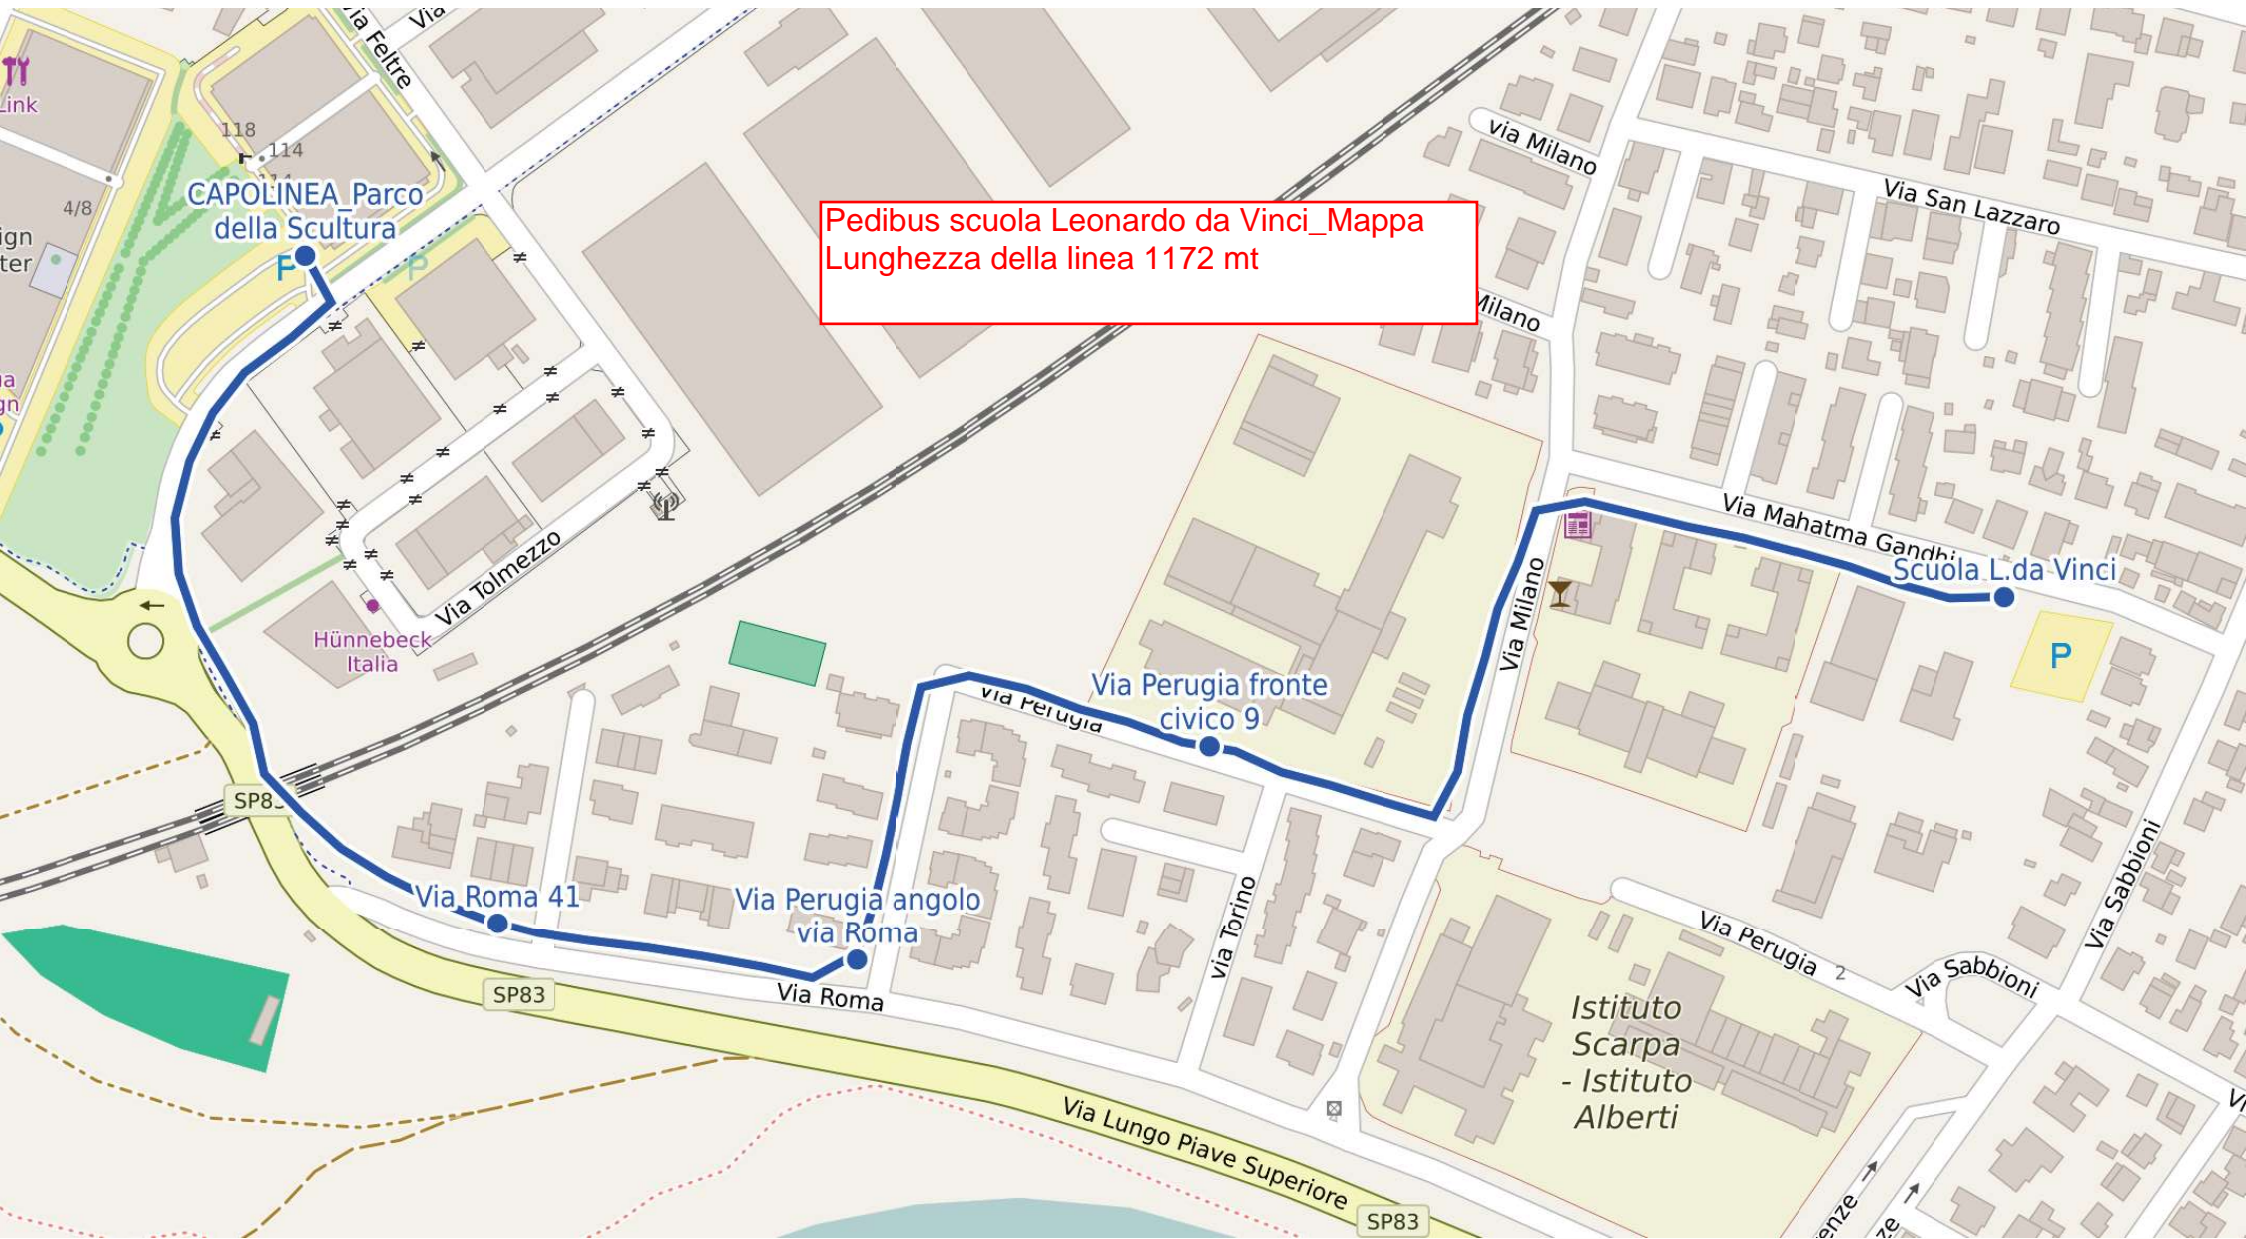 Via Feltre
Via
Link
118
114
4/8
CAPOLINEA_Parco
della Scultura
P
P
via Milano
Via San Lazzaro
Pedibus scuola Leonardo da Vinci_Mappa
Lunghezza della linea 1172 mt
Milano
Via Mahatma Gandhi
Scuola L.da Vinci
Via Tolmezzo
Via Milano
Hünnebeck
Italia
P
Via Perugia
Via Perugia fronte
civico 9
SP83
Via Roma 41
Via Perugia angolo
via Roma
Via Roma
SP83
via Torino
Via Sabbioni
Via Perugia
2
Via Sabbioni
Istituto
Scarpa
- Istituto
Alberti
Via Lungo Piave Superiore
SP83